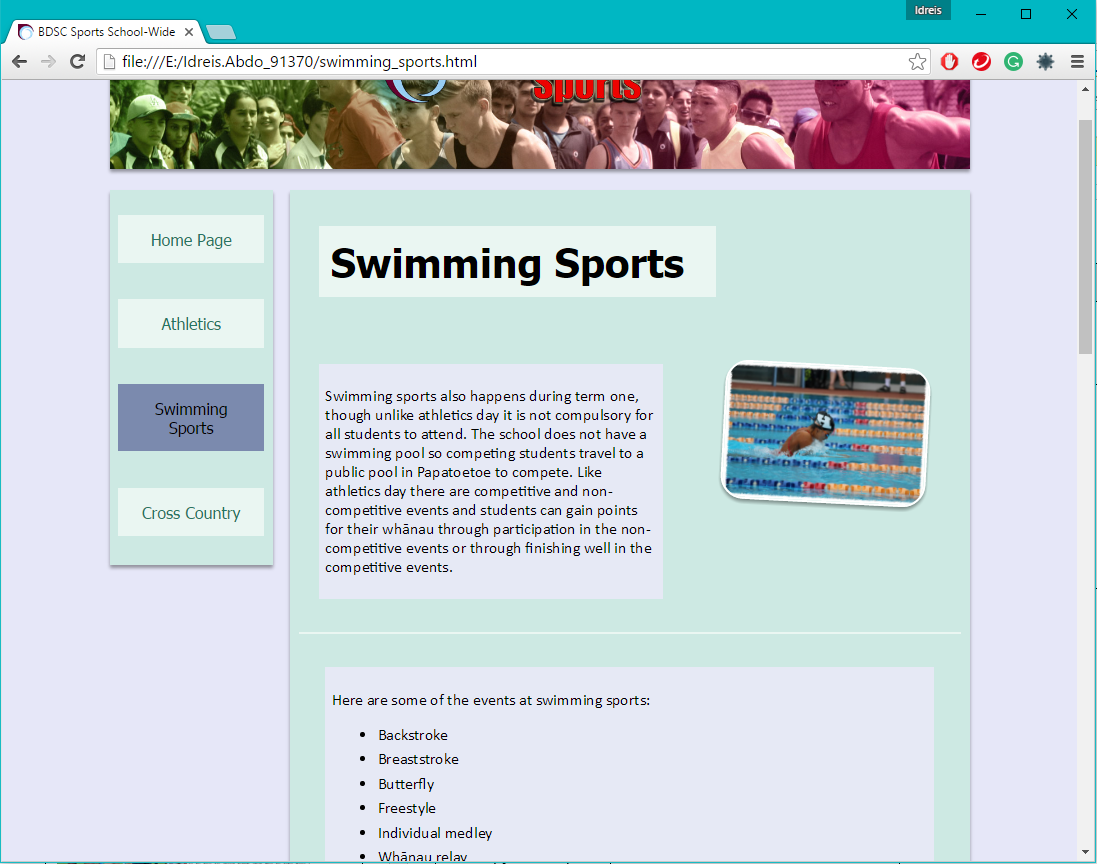 Idreis
BDSC Sports School-Wide
file:///E:/Idreis.Abdo_91370/swimming_sports.html
Sports
Home Page
Athletics
Swimming
Sports
Cross Country
Swimming Sports
Swimming sports also happens during term one,
though unlike athletics day it is not compulsory for
all students to attend. The school does not have a
swimming pool so competing students travel to a
public pool in Papatoetoe to compete. Like
athletics day there are competitive and non-
competitive events and students can gain points
for their whānau through participation in the non-
competitive events or through finishing well in the
competitive events.
Here are some of the events at swimming sports:
• Backstroke
• Breaststroke
• Butterfly
• Freestyle
• Individual medley
• Whānau relay